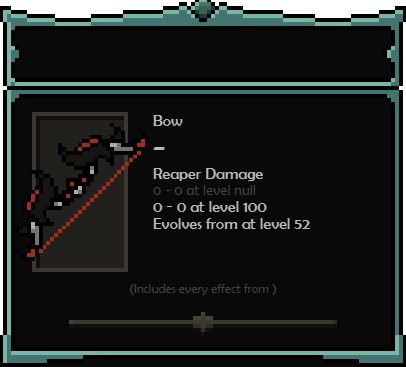 Bow
–
Reaper Damage
0 - 0 at level null
0 - 0 at level 100
Evolves from at level 52
(Includes every effect from )